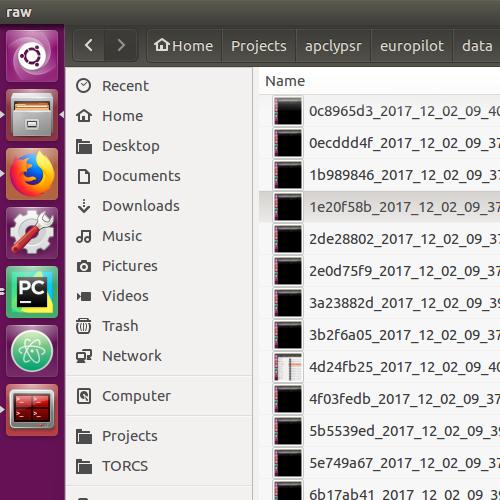 raw
Home Projects apclypsr europilot data
Recent
Home
Desktop
Documents
Downloads
Music
Pictures
Videos
Trash
Network
Computer
Projects
TORCS
Name
0c8965d3_2017_12_02_09_40
0ecddd4f_2017_12_02_09_37
1b989846_2017_12_02_09_37
1e20f58b_2017_12_02_09_37
2de28802_2017_12_02_09_37
2e0d75f9_2017_12_02_09_37
3a23882d_2017_12_02_09_39
3b2f6a05_2017_12_02_09_37
4d24fb25_2017_12_02_09_40
4f03fedb_2017_12_02_09_37
5b5539ed_2017_12_02_09_39
5e749a67_2017_12_02_09_37
6b17ab41_2017_12_02_09_37
PC